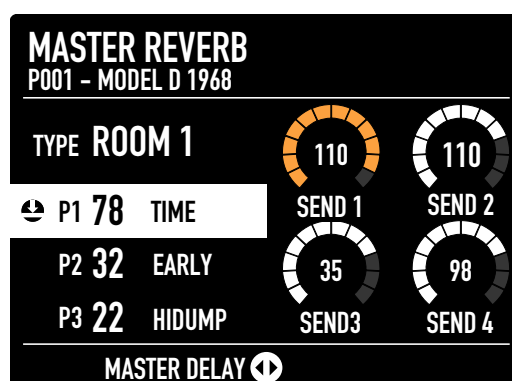 MASTER REVERB
P001 – MODEL D 1968
TYPE ROOM 1
110
110
SEND 1
SEND 2
P1 78 TIME
P2 32 EARLY
35
98
P3 22 HIDUMP
SEND3
SEND 4
MASTER DELAY